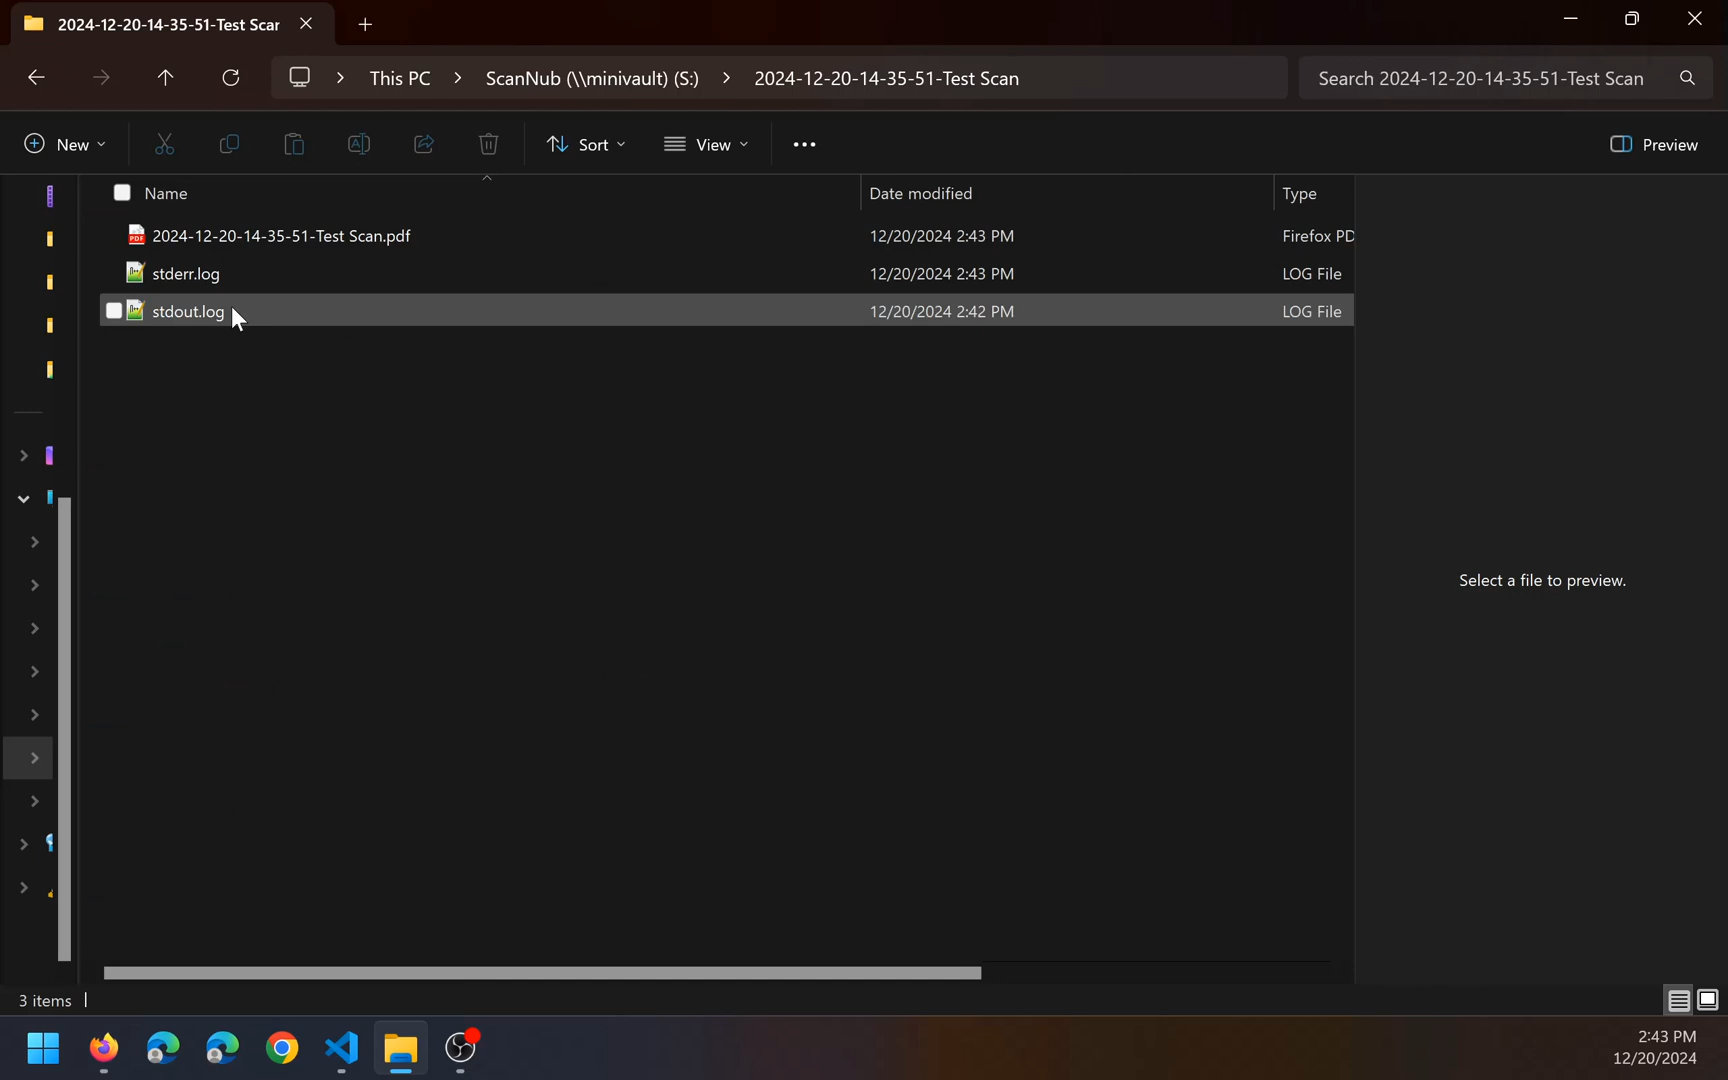 2024-12-20-14-35-51-Test Scan
This PC > ScanNub (\\minivault) (S:) > 2024-12-20-14-35-51-Test Scan
Search 2024-12-20-14-35-51-Test Scan
New
Sort
View
Preview
Name Date modified Type
2024-12-20-14-35-51-Test Scan.pdf 12/20/2024 2:43 PM Firefox PD
stderr.log 12/20/2024 2:43 PM LOG File
stdout.log 12/20/2024 2:42 PM LOG File
Select a file to preview.
3 items
2:43 PM
12/20/2024